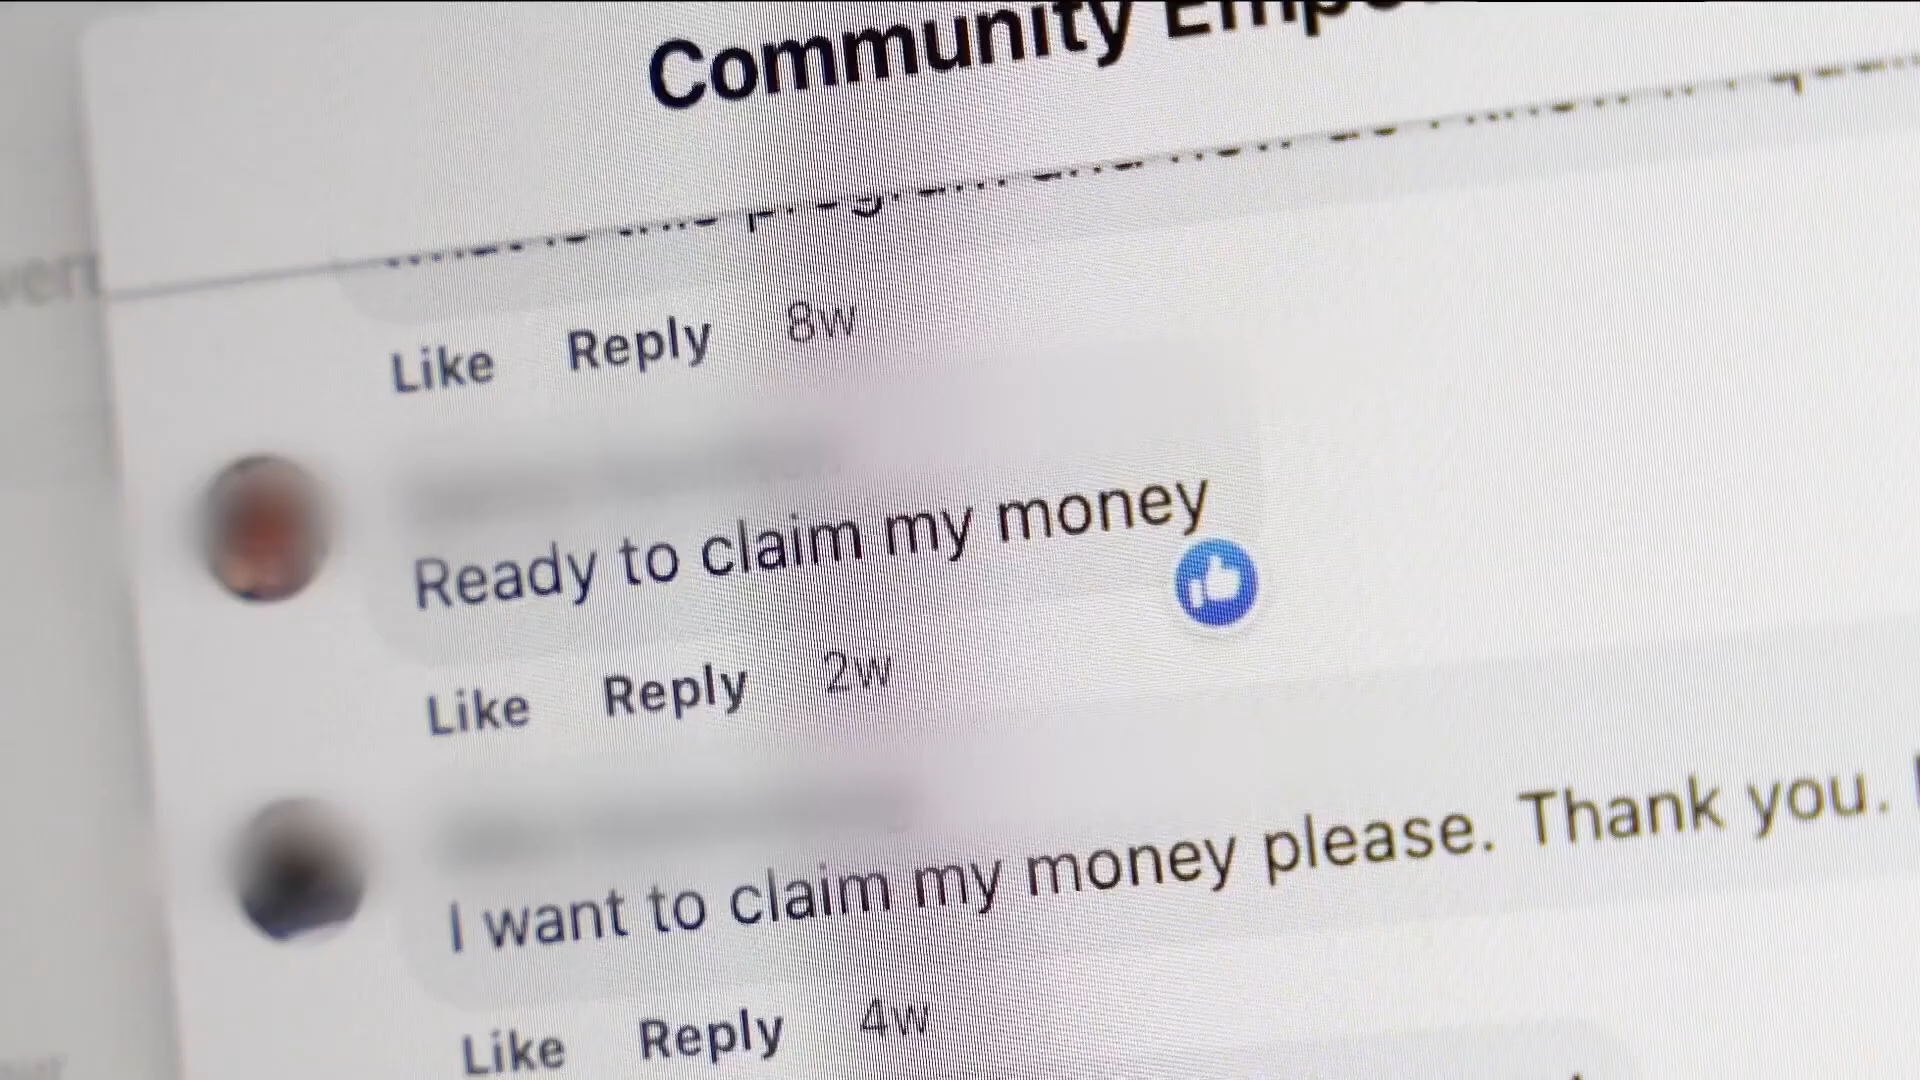 Community
Like Reply 8w
Ready to claim my money
Like Reply 2w
I want to claim my money please. Thank you.
Like Reply 4w